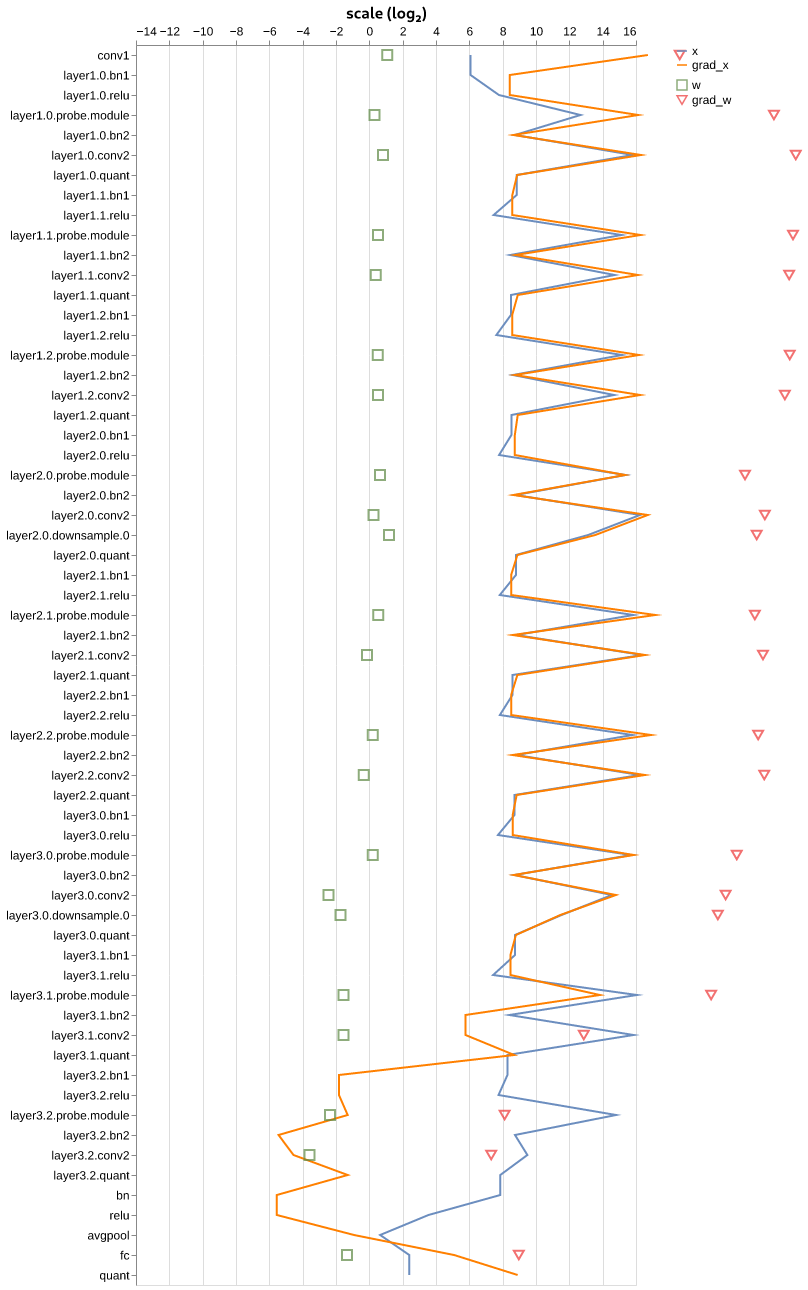 scale (log₂)
−14 −12 −10 −8 −6 −4 −2 0 2 4 6 8 10 12 14 16
x
grad_x
w
grad_w
conv1
layer1.0.bn1
layer1.0.relu
layer1.0.probe.module
layer1.0.bn2
layer1.0.conv2
layer1.0.quant
layer1.1.bn1
layer1.1.relu
layer1.1.probe.module
layer1.1.bn2
layer1.1.conv2
layer1.1.quant
layer1.2.bn1
layer1.2.relu
layer1.2.probe.module
layer1.2.bn2
layer1.2.conv2
layer1.2.quant
layer2.0.bn1
layer2.0.relu
layer2.0.probe.module
layer2.0.bn2
layer2.0.conv2
layer2.0.downsample.0
layer2.0.quant
layer2.1.bn1
layer2.1.relu
layer2.1.probe.module
layer2.1.bn2
layer2.1.conv2
layer2.1.quant
layer2.2.bn1
layer2.2.relu
layer2.2.probe.module
layer2.2.bn2
layer2.2.conv2
layer2.2.quant
layer3.0.bn1
layer3.0.relu
layer3.0.probe.module
layer3.0.bn2
layer3.0.conv2
layer3.0.downsample.0
layer3.0.quant
layer3.1.bn1
layer3.1.relu
layer3.1.probe.module
layer3.1.bn2
layer3.1.conv2
layer3.1.quant
layer3.2.bn1
layer3.2.relu
layer3.2.probe.module
layer3.2.bn2
layer3.2.conv2
layer3.2.quant
bn
relu
avgpool
fc
quant